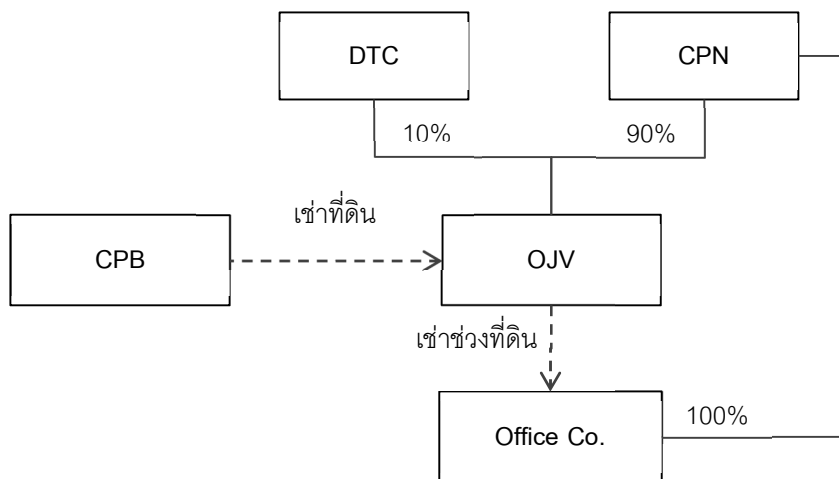 DTC
CPN
10%
90%
เช่าที่ดิน
CPB
OJV
เช่าช่วงที่ดิน
Office Co.
100%